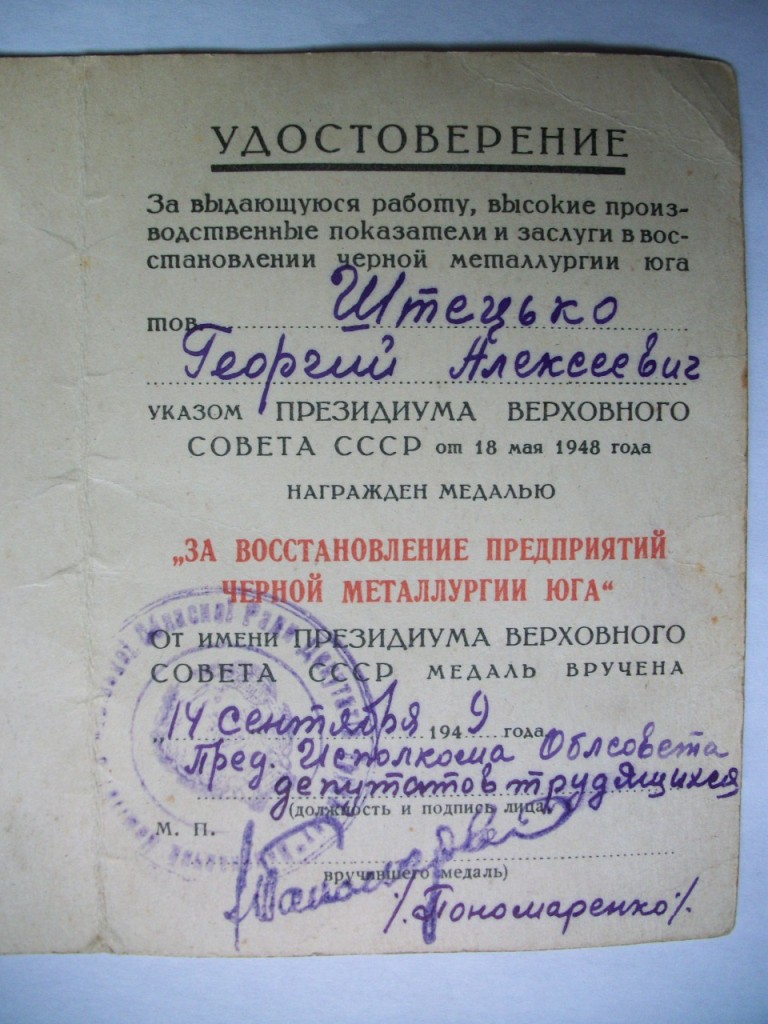 УДОСТОВЕРЕНИЕ
За выдающуюся работу, высокие произ-
водственные показатели и заслуги в вос-
становлении черной металлургии юга
тов. Штецько
Георгий Алексеевич
указом ПРЕЗИДИУМА ВЕРХОВНОГО
СОВЕТА СССР от 18 мая 1948 года
НАГРАЖДЕН МЕДАЛЬЮ
„ЗА ВОССТАНОВЛЕНИЕ ПРЕДПРИЯТИЙ
ЧЕРНОЙ МЕТАЛЛУРГИИ ЮГА“
От имени ПРЕЗИДИУМА ВЕРХОВНОГО
СОВЕТА СССР МЕДАЛЬ ВРУЧЕНА
„14 сентября 1949 года
Пред. Исполкома Облсовета
депутатов трудящихся
(должность и подпись лица,
М. П.
вручившего медаль)
/Пономаренко/.